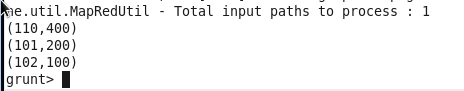 ne.util.MapRedUtil - Total input paths to process : 1
(110,400)
(101,200)
(102,100)
grunt>